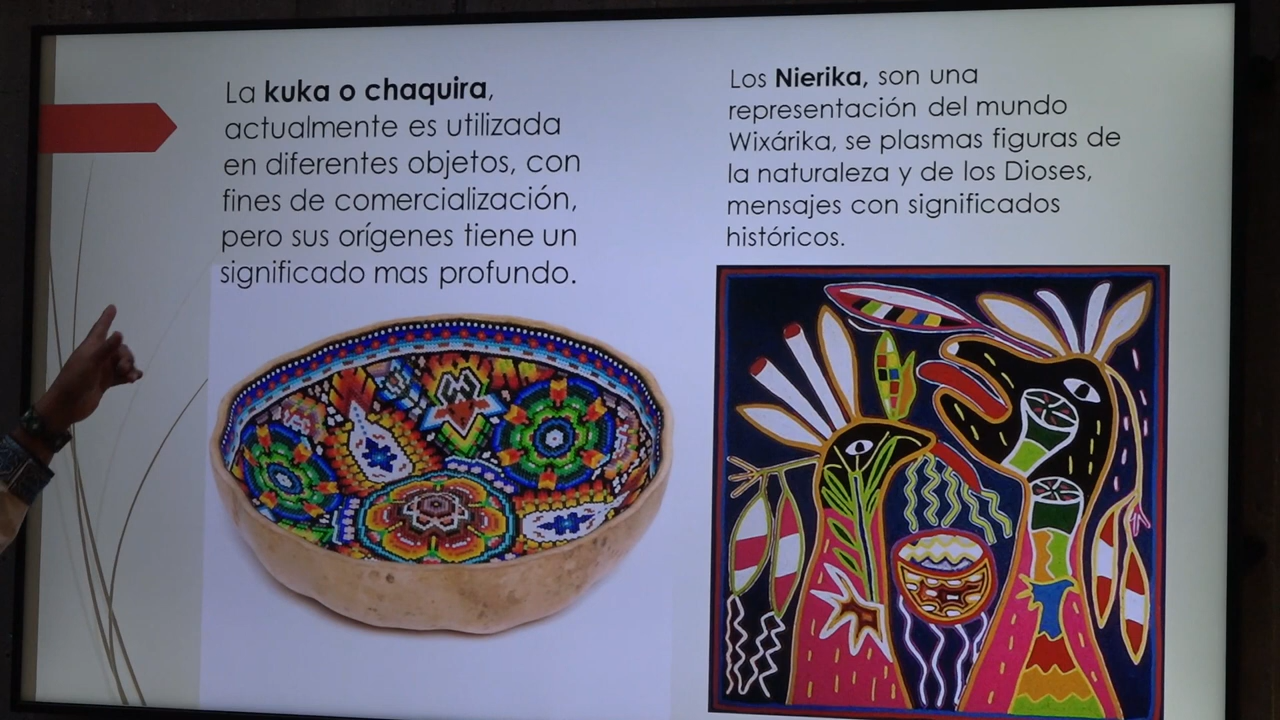 La kuka o chaquira,
actualmente es utilizada
en diferentes objetos, con
fines de comercialización,
pero sus orígenes tiene un
significado mas profundo.
Los Nierika, son una
representación del mundo
Wixárika, se plasmas figuras de
la naturaleza y de los Dioses,
mensajes con significados
históricos.